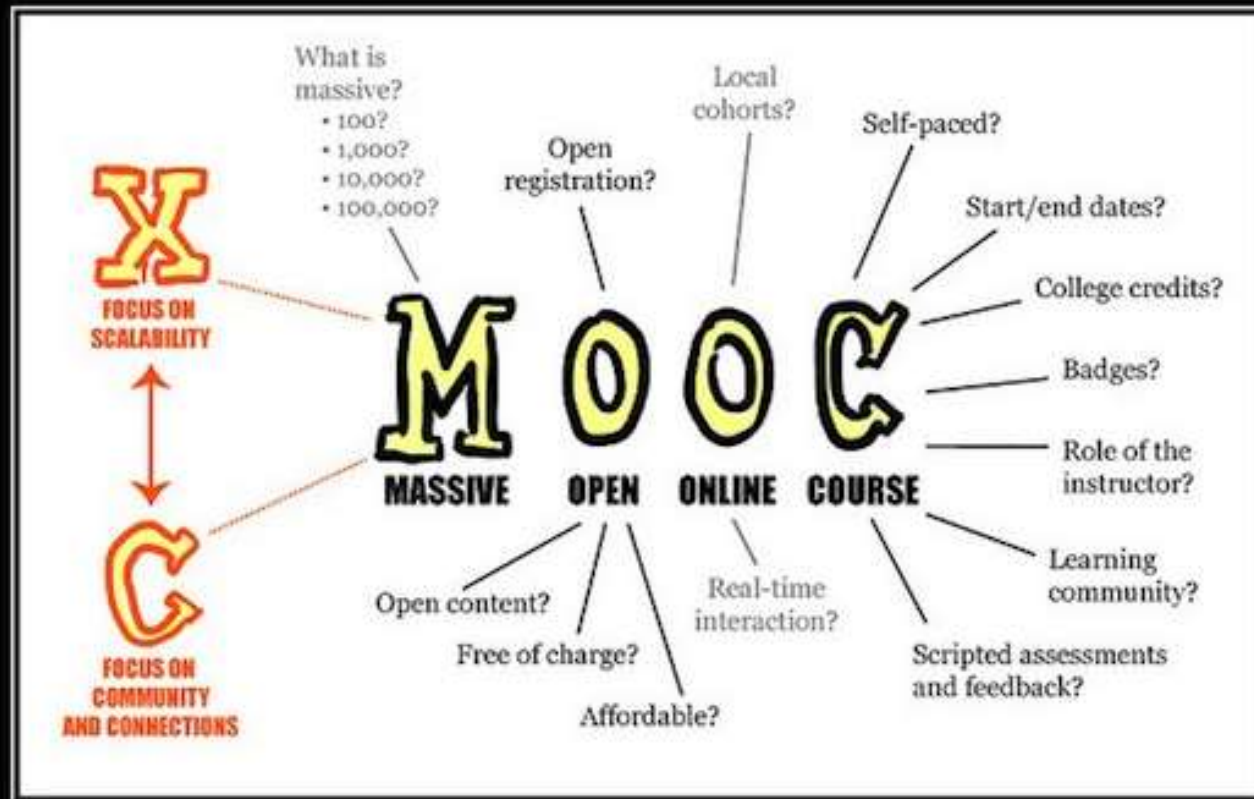 What is
massive?
• 100?
• 1,000?
• 10,000?
• 100,000?
Open
registration?
Local
cohorts?
Self-paced?
Start/end dates?
College credits?
Badges?
Role of the
instructor?
Learning
community?
Scripted assessments
and feedback?
X
FOCUS ON
SCALABILITY
C
FOCUS ON
COMMUNITY
AND CONNECTIONS
MOOC
MASSIVE OPEN ONLINE COURSE
Open content?
Free of charge?
Affordable?
Real-time
interaction?